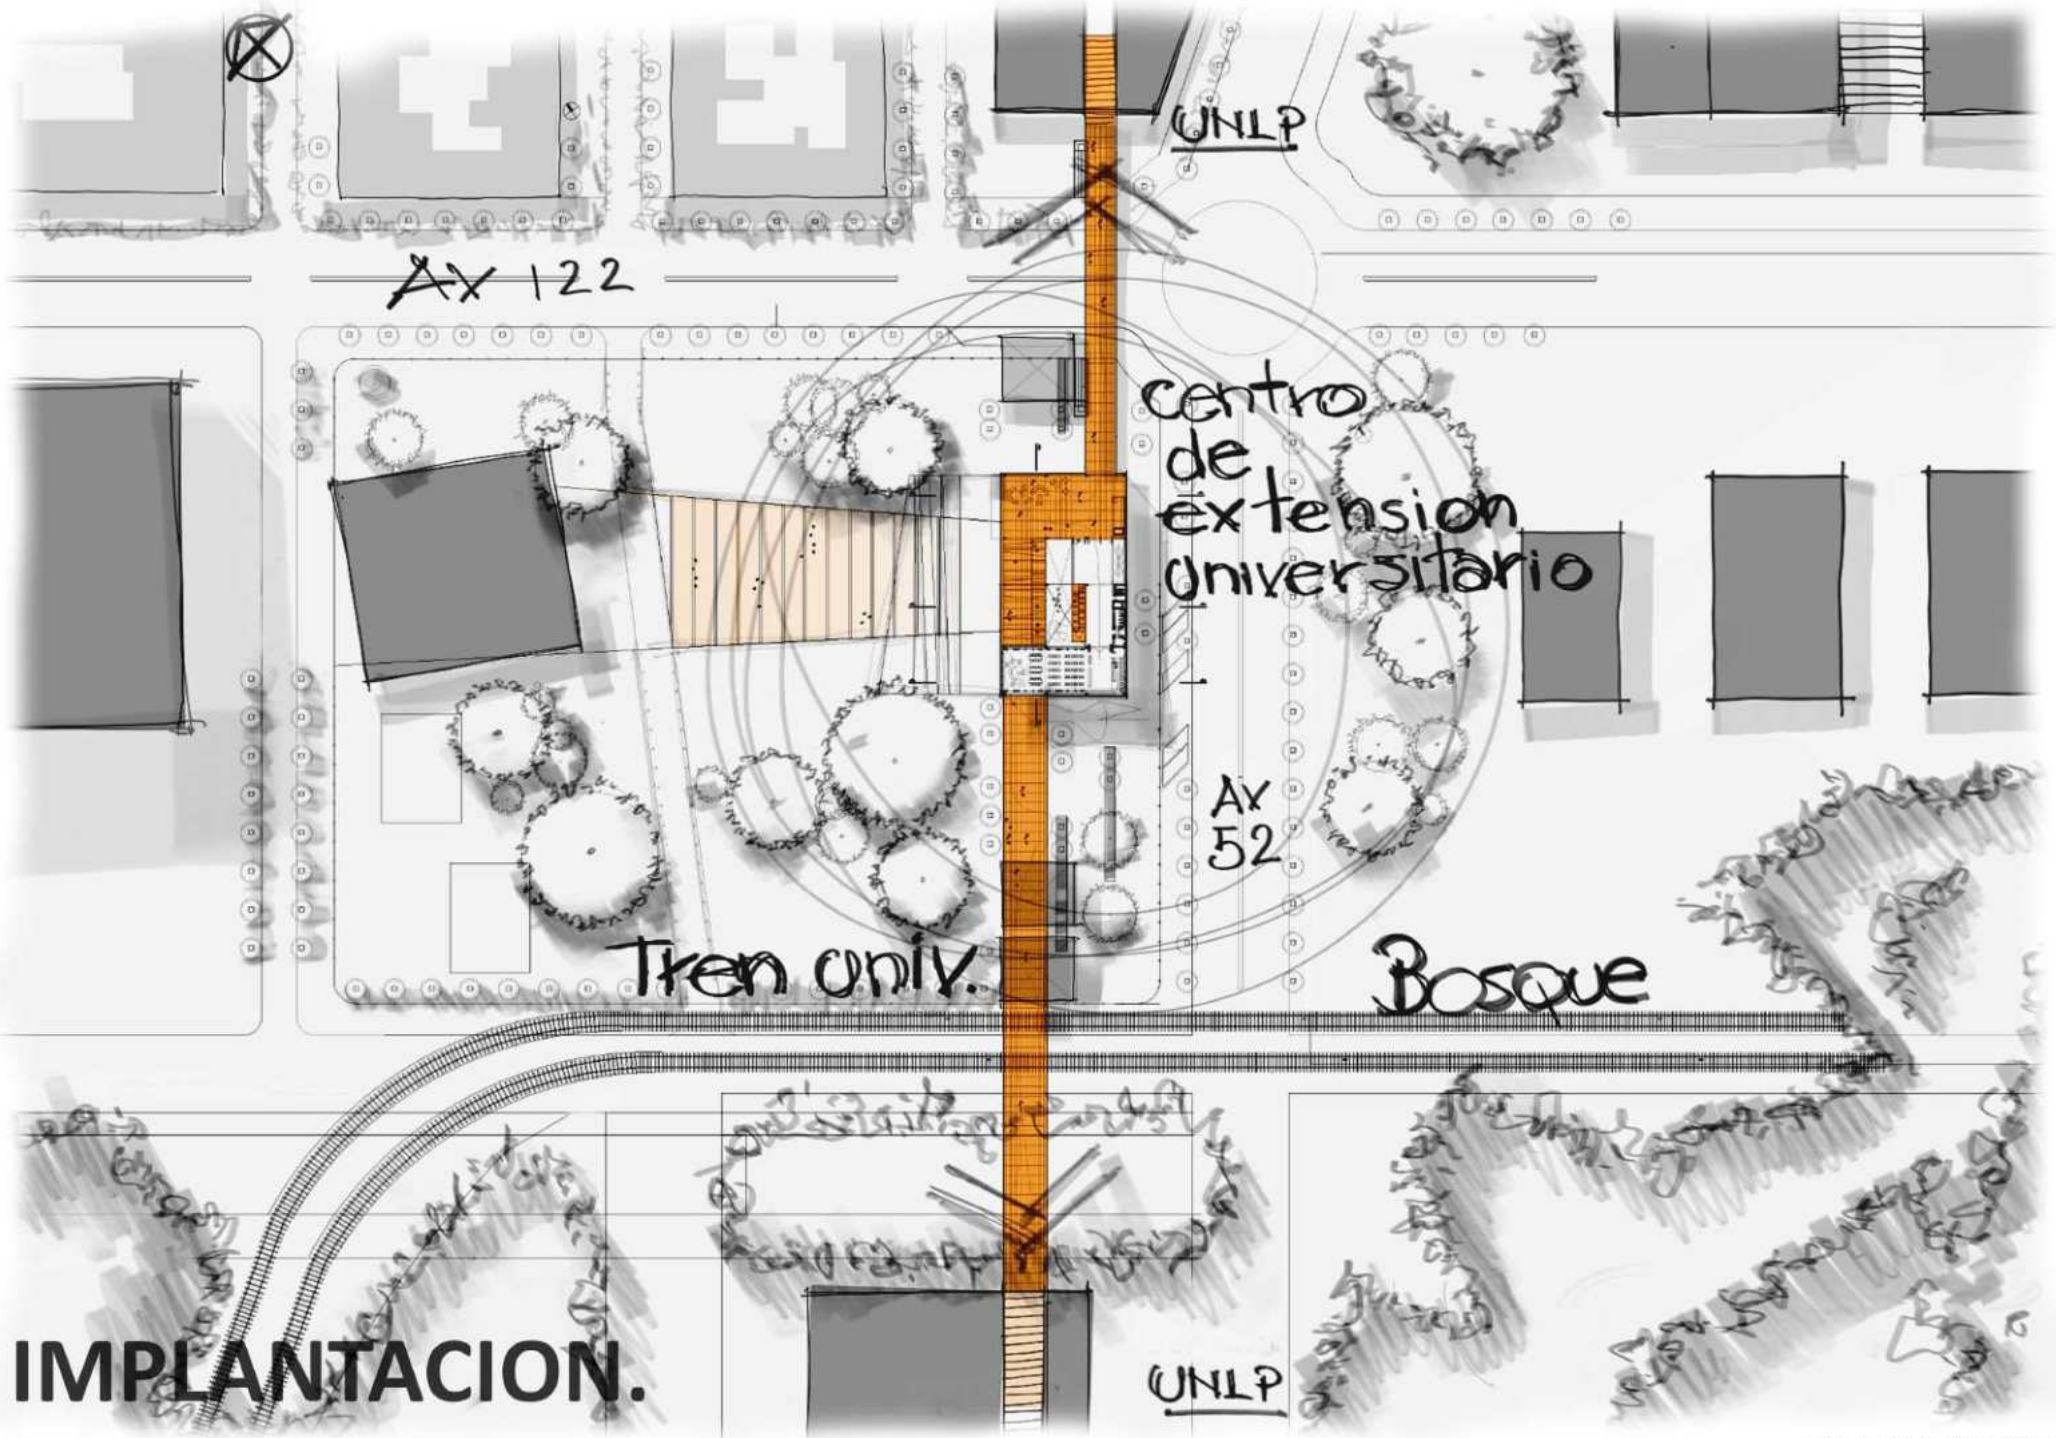 UNLP
AV 122
centro
de
extension
universitario
AV
52
Tren univ.
Bosque
IMPLANTACION.
UNLP